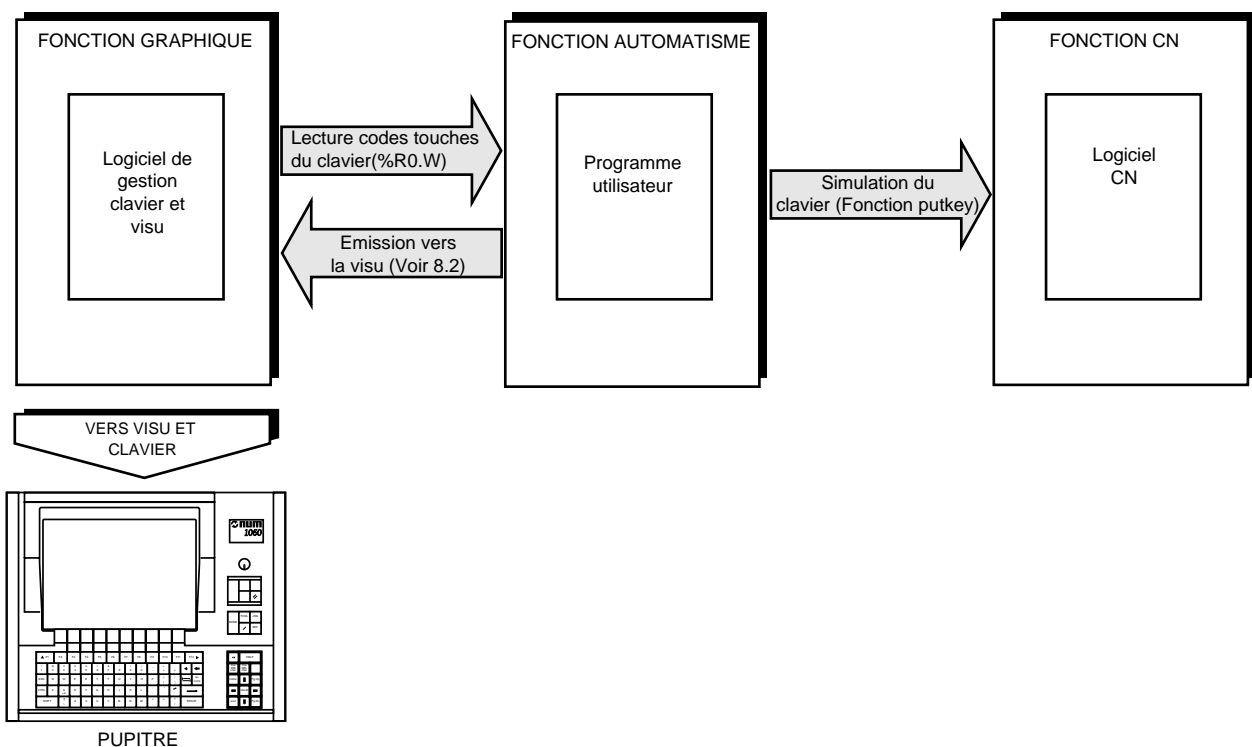 FONCTION GRAPHIQUE
Logiciel de
gestion
clavier et
visu
Lecture codes touches
du clavier(%R0.W)
Emission vers
la visu (Voir 8.2)
FONCTION AUTOMATISME
Programme
utilisateur
Simulation du
clavier (Fonction putkey)
FONCTION CN
Logiciel
CN
VERS VISU ET
CLAVIER
num
1060
PUPITRE